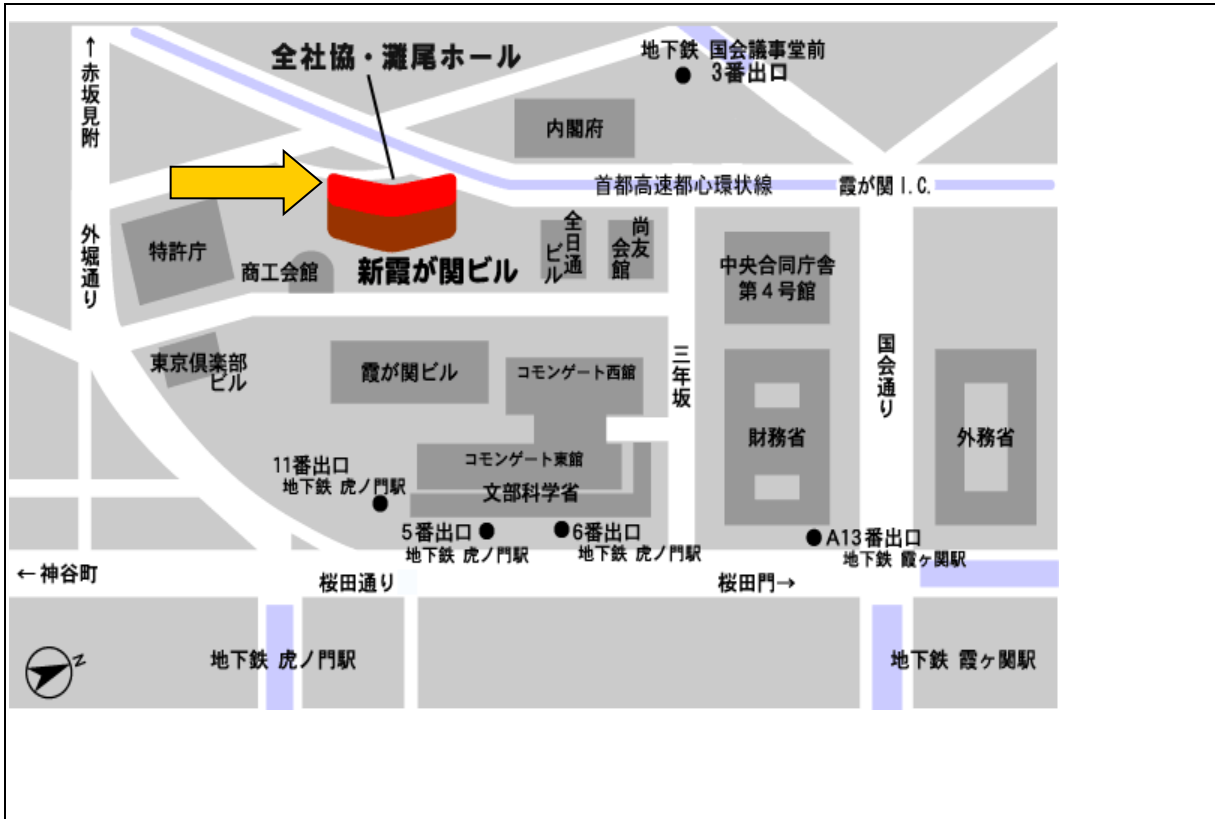 ↑赤坂見附
全社協・灘尾ホール
地下鉄 国会議事堂前
3番出口
内閣府
首都高速都心環状線
霞が関 I.C.
外堀通り
特許庁
商工会館
新霞が関ビル
全日通
ビル
尚友
会館
中央合同庁舎
第4号館
東京倶楽部
ビル
霞が関ビル
コモンゲート西館
三年坂
国会通り
財務省
外務省
コモンゲート東館
文部科学省
11番出口
地下鉄 虎ノ門駅
5番出口
地下鉄 虎ノ門駅
6番出口
地下鉄 虎ノ門駅
A13番出口
地下鉄 霞ヶ関駅
←神谷町
桜田通り
桜田門→
地下鉄 虎ノ門駅
地下鉄 霞ヶ関駅
N